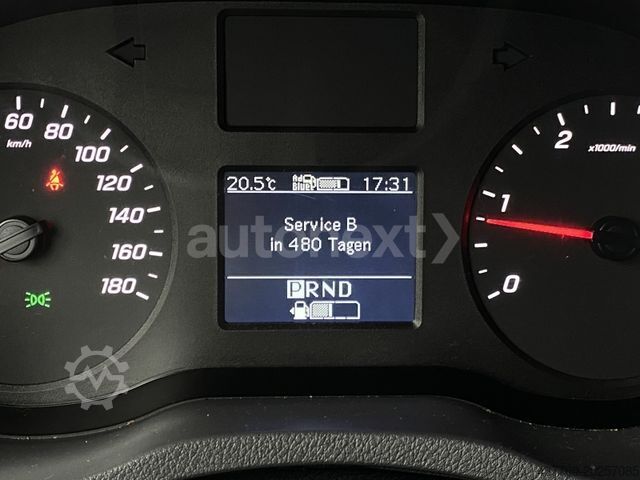 60
80
100
120
140
160
180
km/h
20.5°C AdBlue 17:31
Service B
in 480 Tagen
PRND
2
1
0
x1000/min
autonext